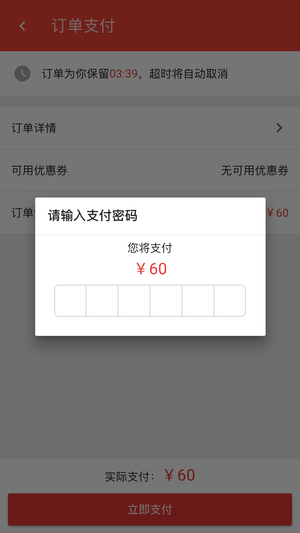 订单支付
订单为你保留03:39，超时将自动取消
订单详情
可用优惠券 无可用优惠券
订单 ￥60
请输入支付密码
您将支付
￥60
实际支付：￥60
立即支付